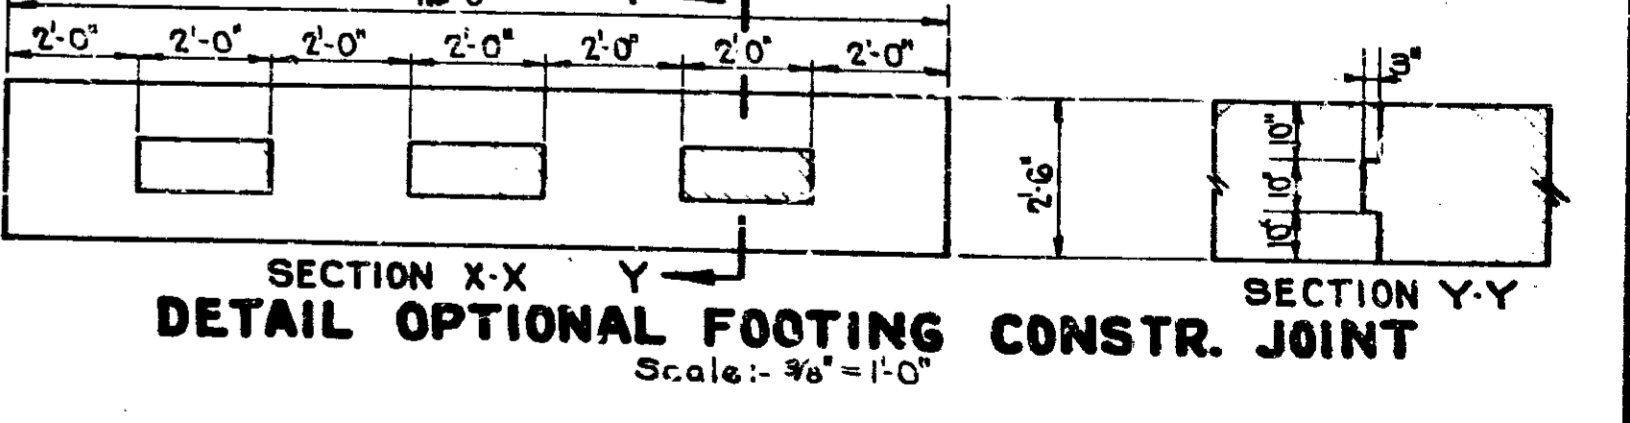 2'-0" 2'-0" 2'-0" 2'-0" 2'-0" 2'0" 2'-0"
3"
10"
10"
10"
2'-6"
SECTION X-X Y
SECTION Y-Y
DETAIL OPTIONAL FOOTING CONSTR. JOINT
Scale:- 3/8" = 1'-0"